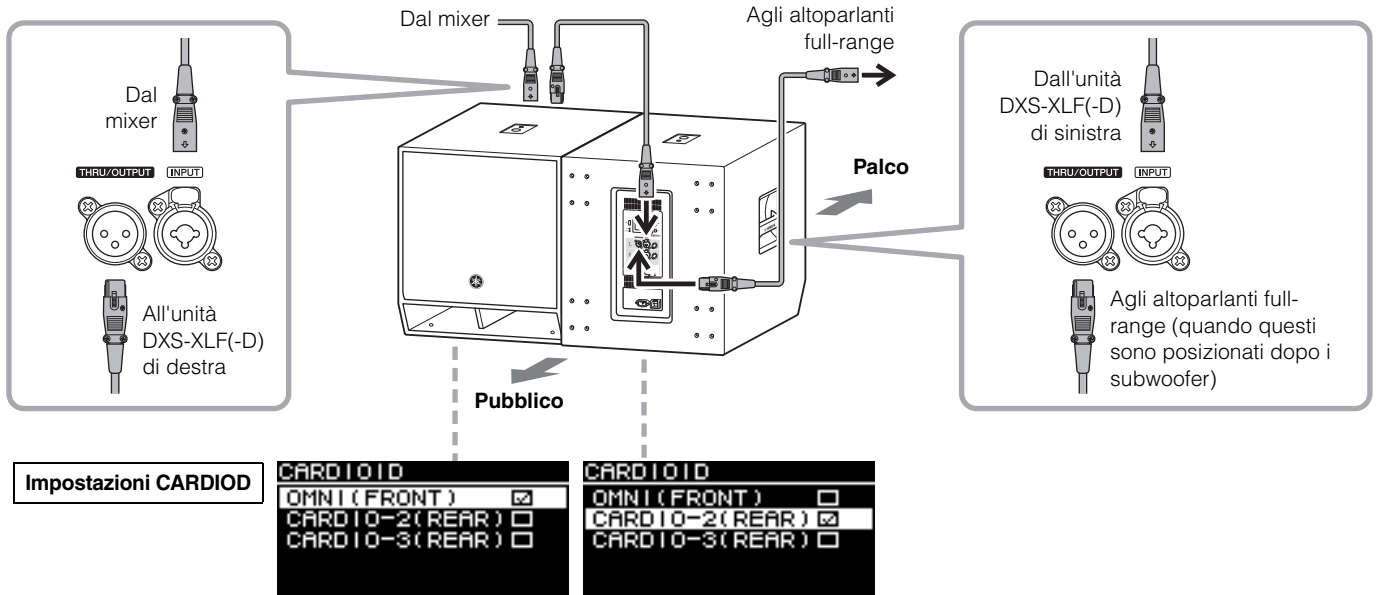 Dal mixer
Agli altoparlanti
full-range
Dal
mixer
THRU/OUTPUT INPUT
All'unità
DXS-XLF(-D)
di destra
Palco
Pubblico
Dall'unità
DXS-XLF(-D)
di sinistra
THRU/OUTPUT INPUT
Agli altoparlanti full-
range (quando questi
sono posizionati dopo i
subwoofer)
Impostazioni CARDIOD
CARDIOID
OMNI(FRONT)
CARDIO-2(REAR)
CARDIO-3(REAR)
CARDIOID
OMNI(FRONT)
CARDIO-2(REAR)
CARDIO-3(REAR)